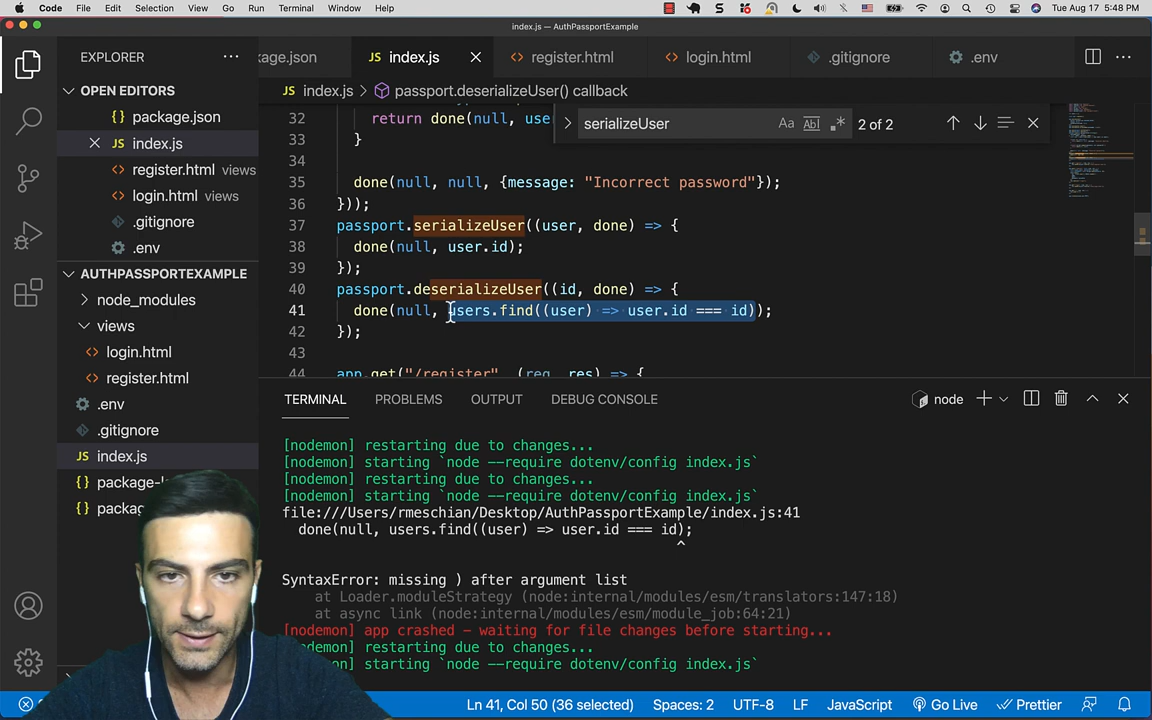 Code File Edit Selection View Go Run Terminal Window Help Tue Aug 17 5:48 PM
index.js — AuthPassportExample
EXPLORER
OPEN EDITORS
package.json
index.js
register.html views
login.html views
.gitignore
.env
AUTHPASSPORTEXAMPLE
node_modules
views
login.html
register.html
.env
.gitignore
index.js
kage.json index.js register.html login.html .gitignore .env
index.js > passport.deserializeUser() callback
serializeUser Aa Ab .* 2 of 2
32 return done(null, use
33 }
34
35 done(null, null, {message: "Incorrect password"});
36 }));
37 passport.serializeUser((user, done) => {
38 done(null, user.id);
39 });
40 passport.deserializeUser((id, done) => {
41 done(null, users.find((user) => user.id === id));
42 });
43
44 app.get("/register", (req, res) => {
TERMINAL PROBLEMS OUTPUT DEBUG CONSOLE node
[nodemon] restarting due to changes...
[nodemon] starting `node --require dotenv/config index.js`
[nodemon] restarting due to changes...
[nodemon] starting `node --require dotenv/config index.js`
file:///Users/rmeschian/Desktop/AuthPassportExample/index.js:41
done(null, users.find((user) => user.id === id);
^
SyntaxError: missing ) after argument list
at Loader.moduleStrategy (node:internal/modules/esm/translators:147:18)
at async link (node:internal/modules/esm/module_job:64:21)
[nodemon] app crashed - waiting for file changes before starting...
[nodemon] restarting due to changes...
[nodemon] starting `node --require dotenv/config index.js`
Ln 41, Col 50 (36 selected) Spaces: 2 UTF-8 LF JavaScript Go Live Prettier